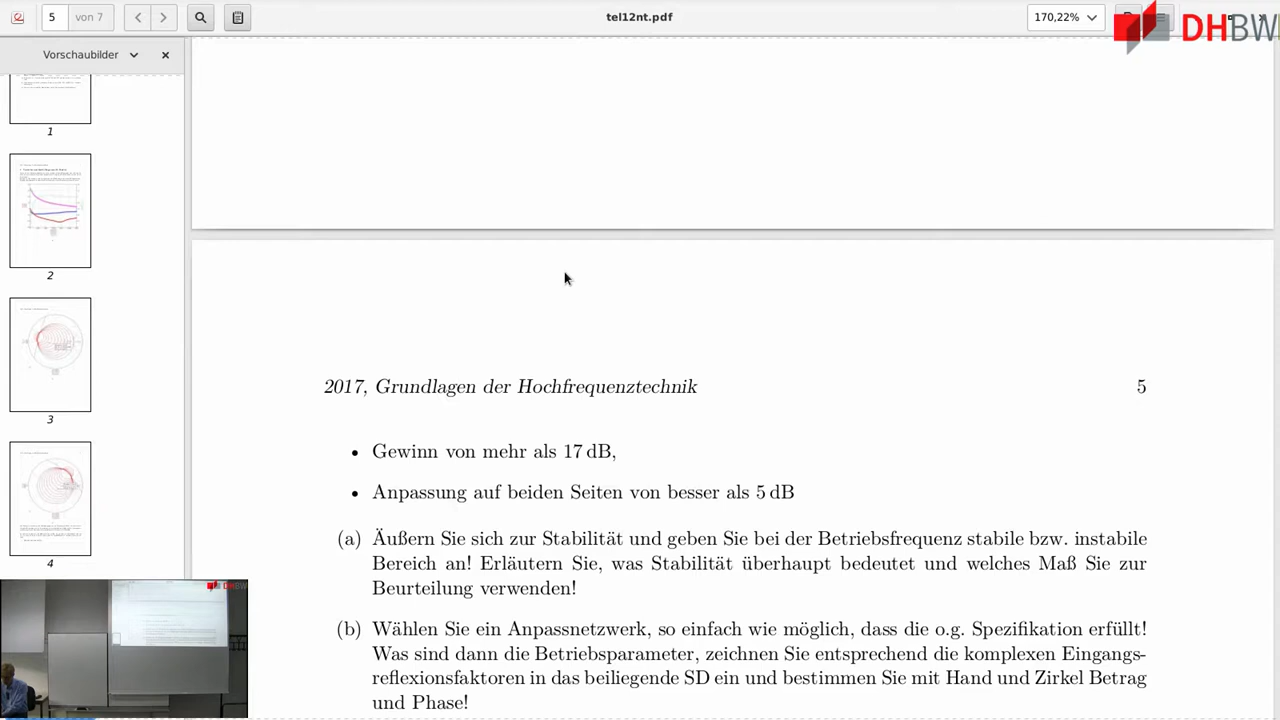 5
von 7
tel12nt.pdf
170,22%
DHBW
Vorschaubilder
1
2
3
4
2017, Grundlagen der Hochfrequenztechnik
5
• Gewinn von mehr als 17 dB,
• Anpassung auf beiden Seiten von besser als 5 dB
(a) Äußern Sie sich zur Stabilität und geben Sie bei der Betriebsfrequenz stabile bzw. instabile
Bereich an! Erläutern Sie, was Stabilität überhaupt bedeutet und welches Maß Sie zur
Beurteilung verwenden!
(b) Wählen Sie ein Anpassnetzwerk, so einfach wie möglich, dass die o.g. Spezifikation erfüllt!
Was sind dann die Betriebsparameter, zeichnen Sie entsprechend die komplexen Eingangs-
reflexionsfaktoren in das beiliegende SD ein und bestimmen Sie mit Hand und Zirkel Betrag
und Phase!
DHBW